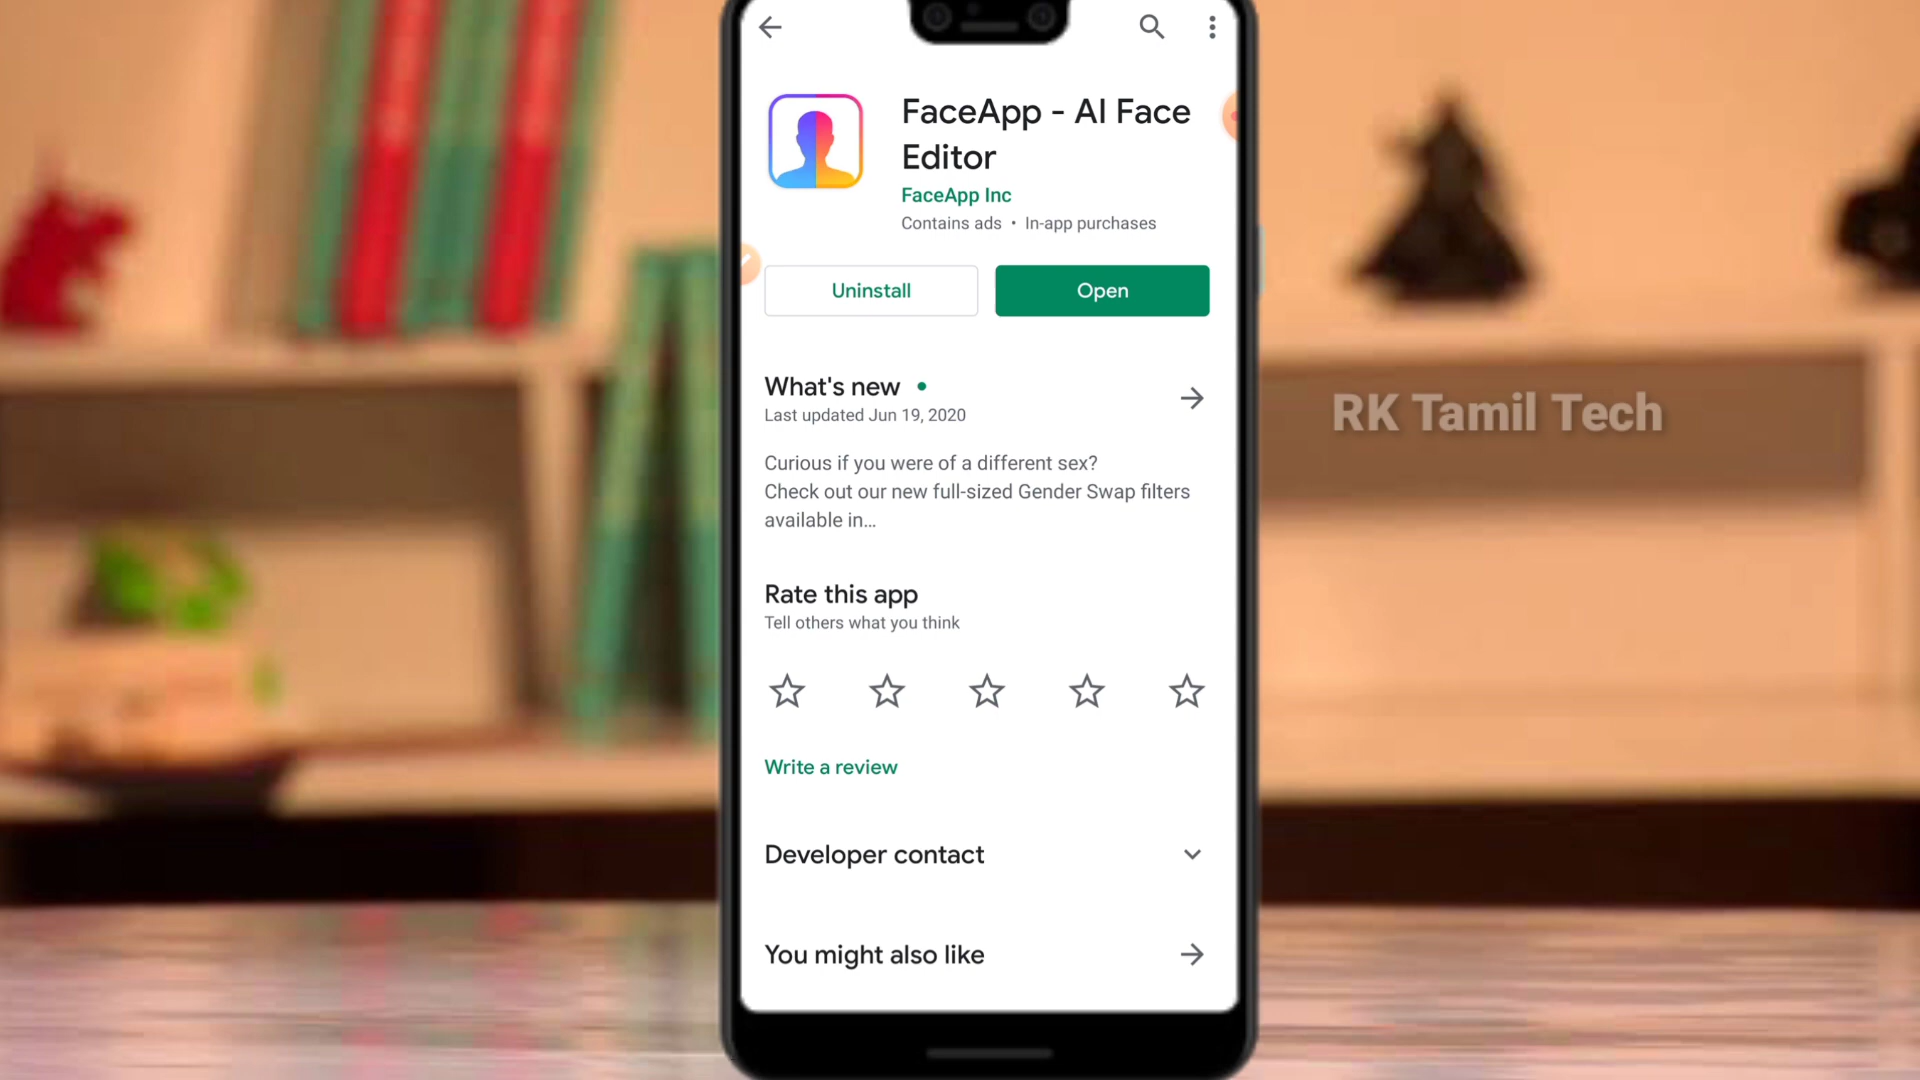 FaceApp - AI Face
Editor
FaceApp Inc
Contains ads • In-app purchases
Uninstall
Open
What's new •
Last updated Jun 19, 2020
RK Tamil Tech
Curious if you were of a different sex?
Check out our new full-sized Gender Swap filters
available in...
Rate this app
Tell others what you think
Write a review
Developer contact
You might also like